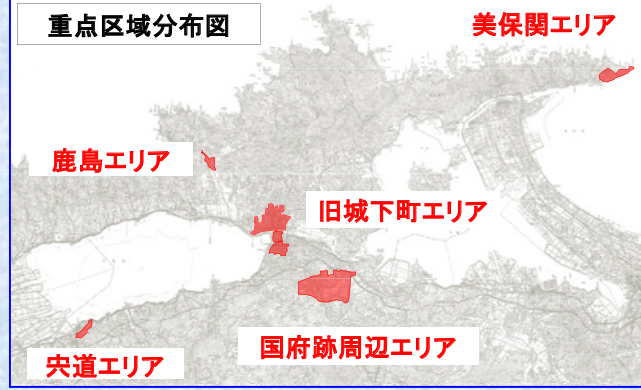 重点区域分布図
美保関エリア
鹿島エリア
旧城下町エリア
国府跡周辺エリア
宍道エリア